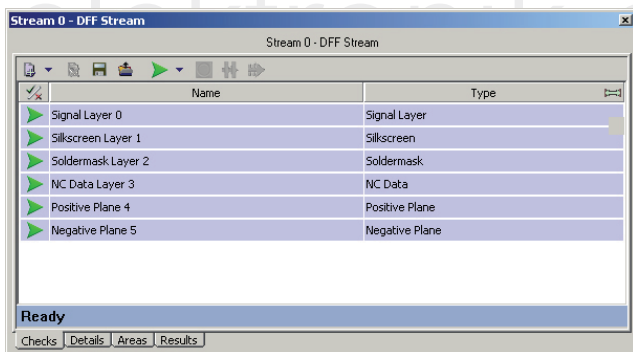 Stream 0 - DFF Stream
Stream 0 - DFF Stream
Name Type
Signal Layer 0 Signal Layer
Silkscreen Layer 1 Silkscreen
Soldermask Layer 2 Soldermask
NC Data Layer 3 NC Data
Positive Plane 4 Positive Plane
Negative Plane 5 Negative Plane
Ready
Checks Details Areas Results